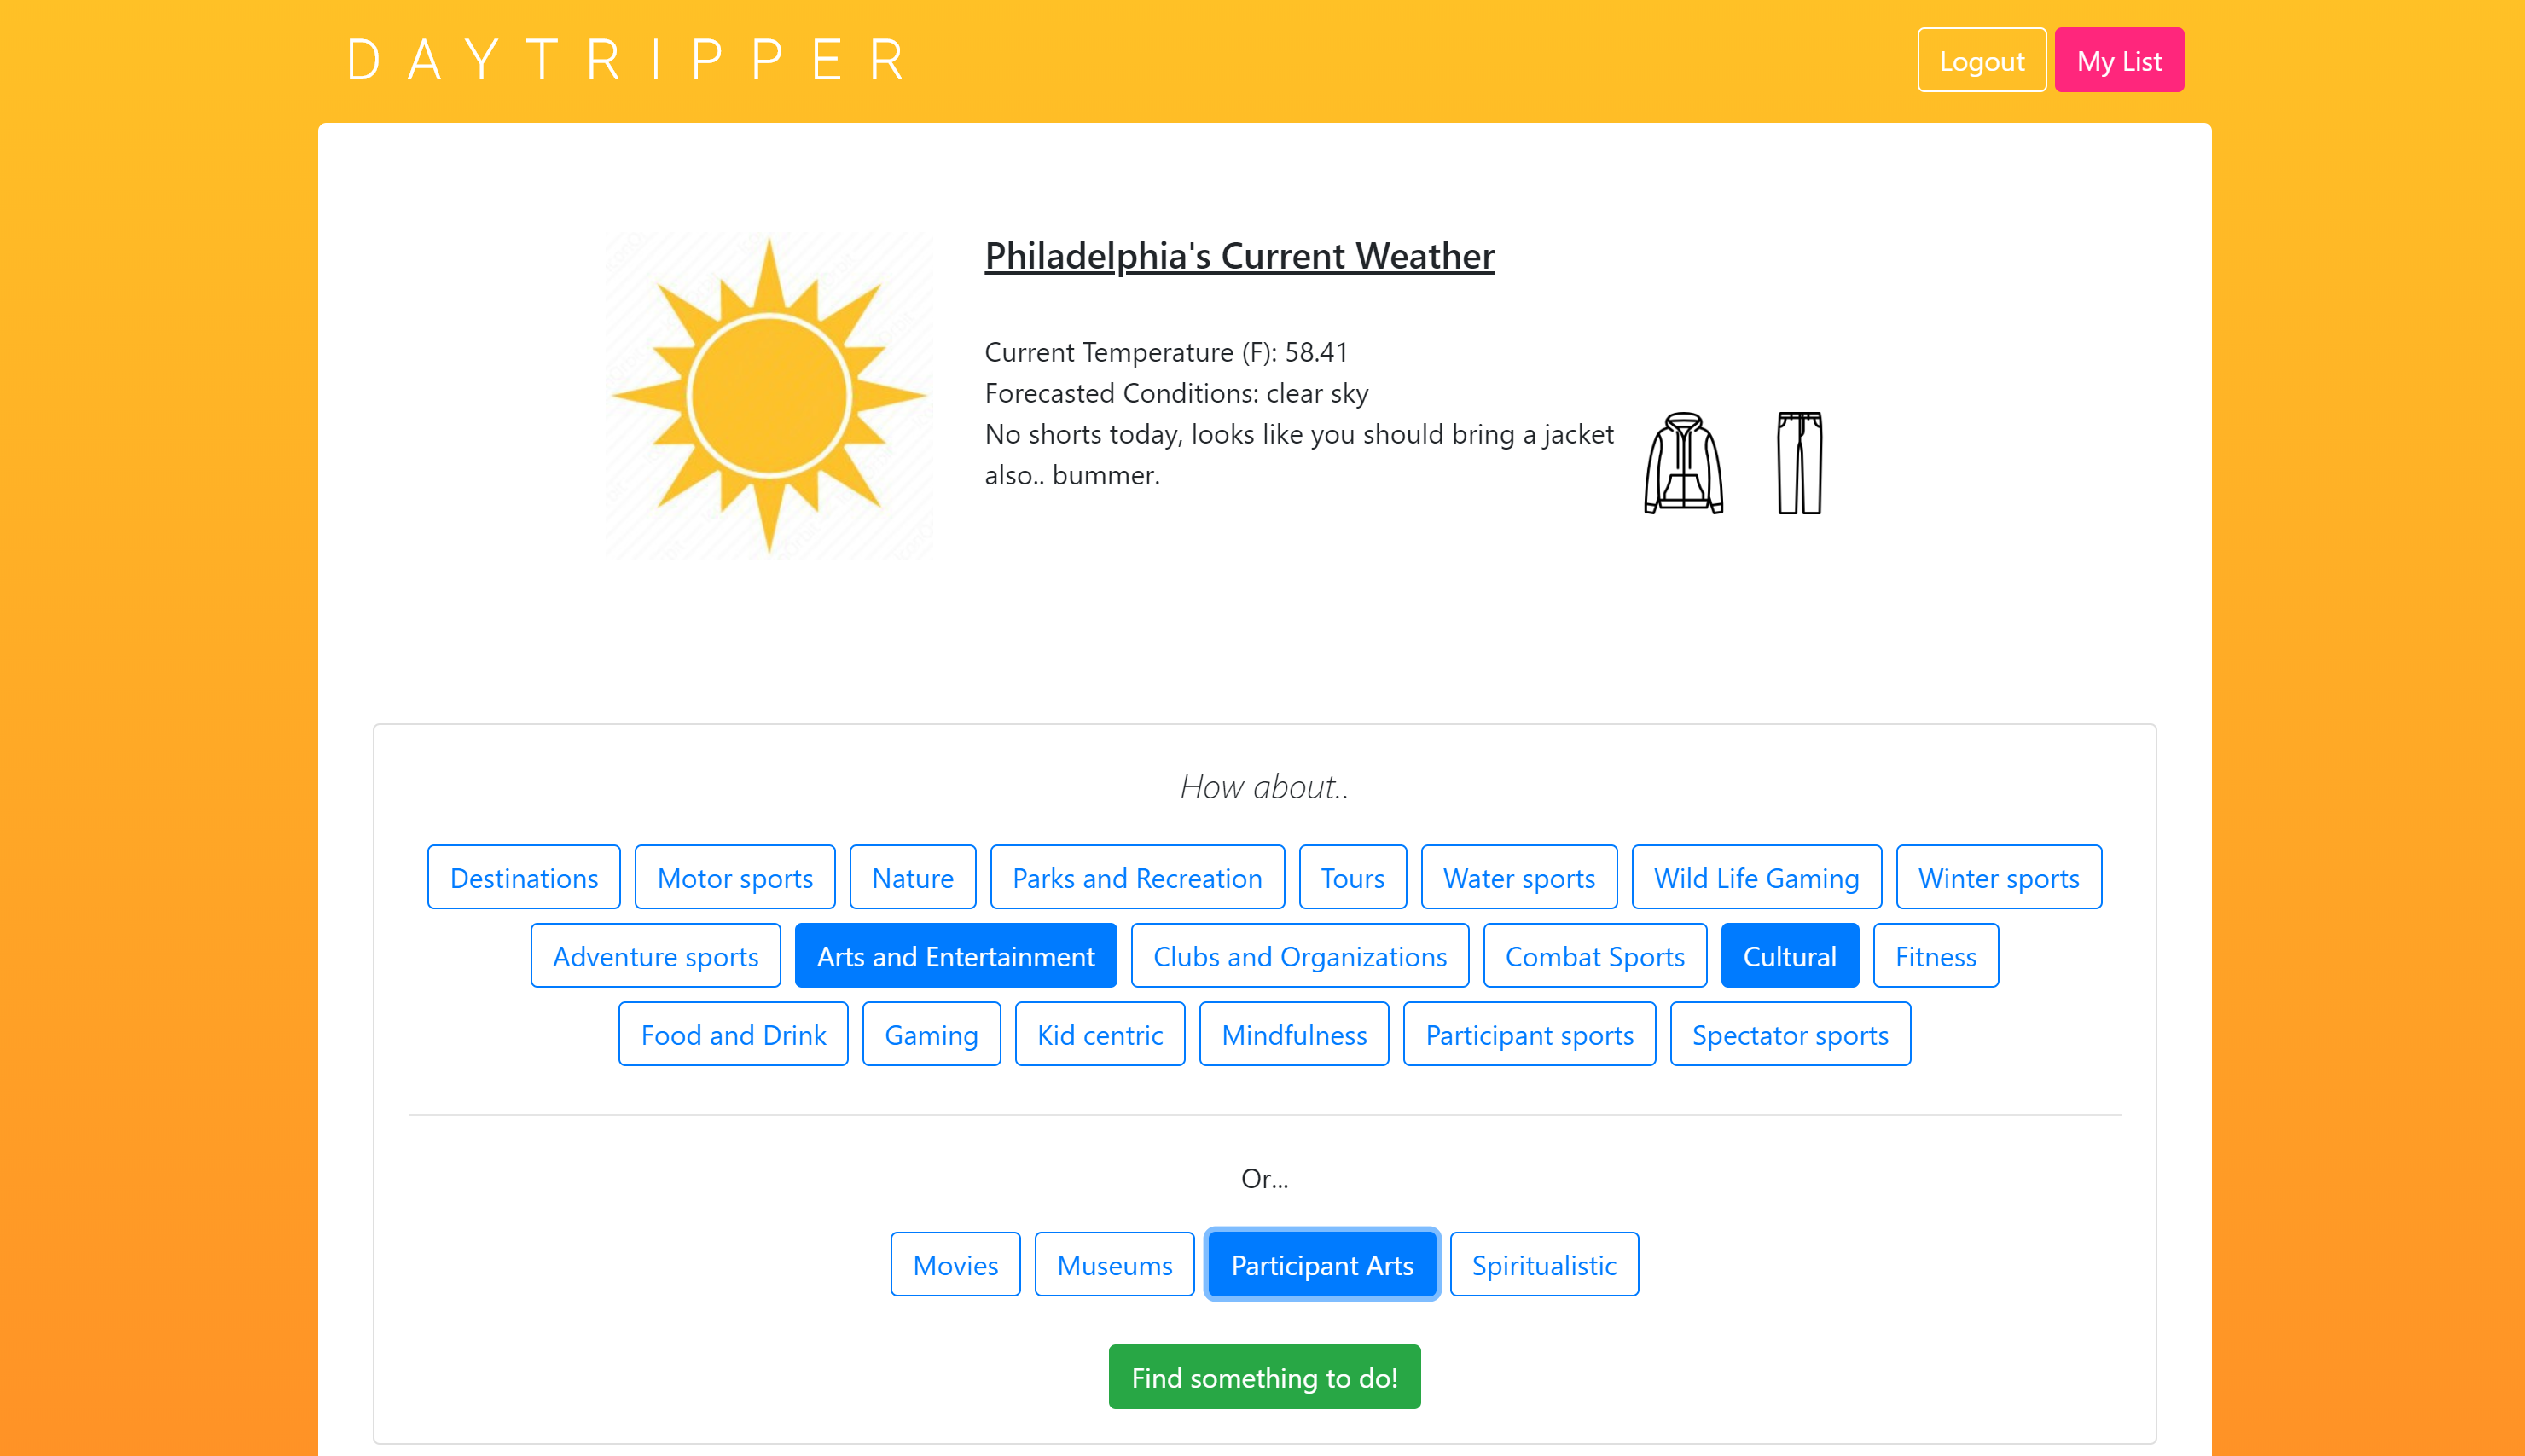 DAYTRIPPER
Logout My List
Philadelphia's Current Weather
Current Temperature (F): 58.41
Forecasted Conditions: clear sky
No shorts today, looks like you should bring a jacket
also.. bummer.
How about..
Destinations Motor sports Nature Parks and Recreation Tours Water sports Wild Life Gaming Winter sports
Adventure sports Arts and Entertainment Clubs and Organizations Combat Sports Cultural Fitness
Food and Drink Gaming Kid centric Mindfulness Participant sports Spectator sports
Or...
Movies Museums Participant Arts Spiritualistic
Find something to do!